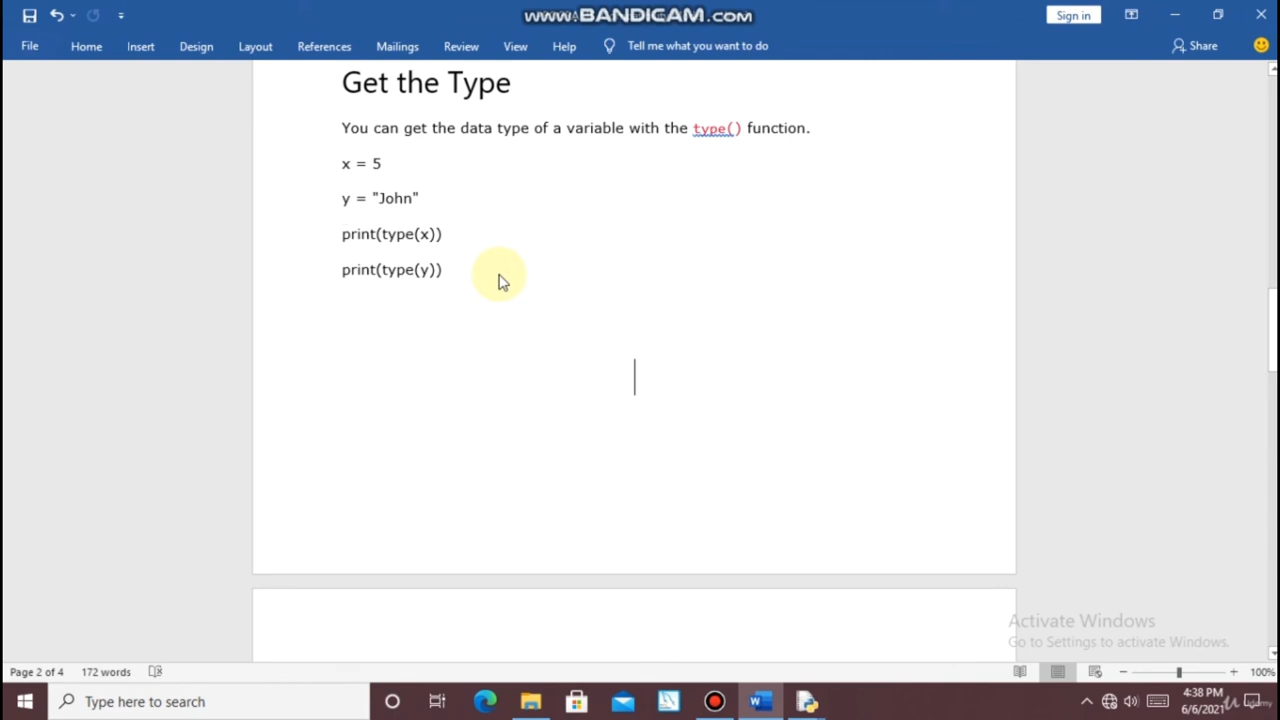 www.BANDICAM.com
Sign in
File Home Insert Design Layout References Mailings Review View Help Tell me what you want to do Share
Get the Type
You can get the data type of a variable with the type() function.
x = 5
y = "John"
print(type(x))
print(type(y))
Activate Windows
Go to Settings to activate Windows.
Page 2 of 4 172 words 100%
Type here to search
4:38 PM
6/6/2021
Udemy